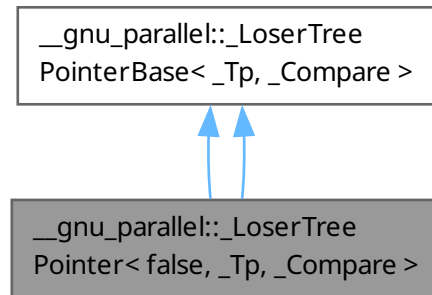 __gnu_parallel::_LoserTree
PointerBase< _Tp, _Compare >
__gnu_parallel::_LoserTree
Pointer< false, _Tp, _Compare >